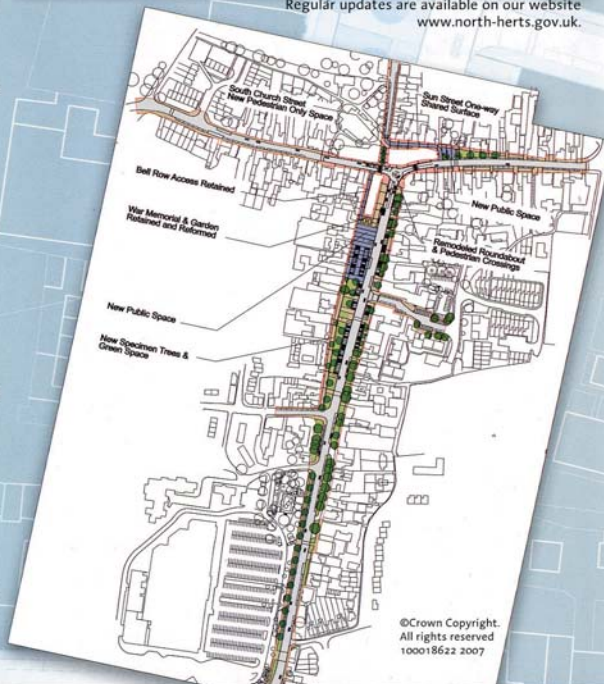 Regular updates are available on our website
www.north-herts.gov.uk.
South Church Street
New Pedestrian Only Space
Sun Street One-way
Shared Surface
Bell Row Access Retained
War Memorial & Garden
Retained and Reformed
New Public Space
Remodeled Roundabout
& Pedestrian Crossings
New Public Space
New Specimen Trees &
Green Space
©Crown Copyright.
All rights reserved
100018622 2007